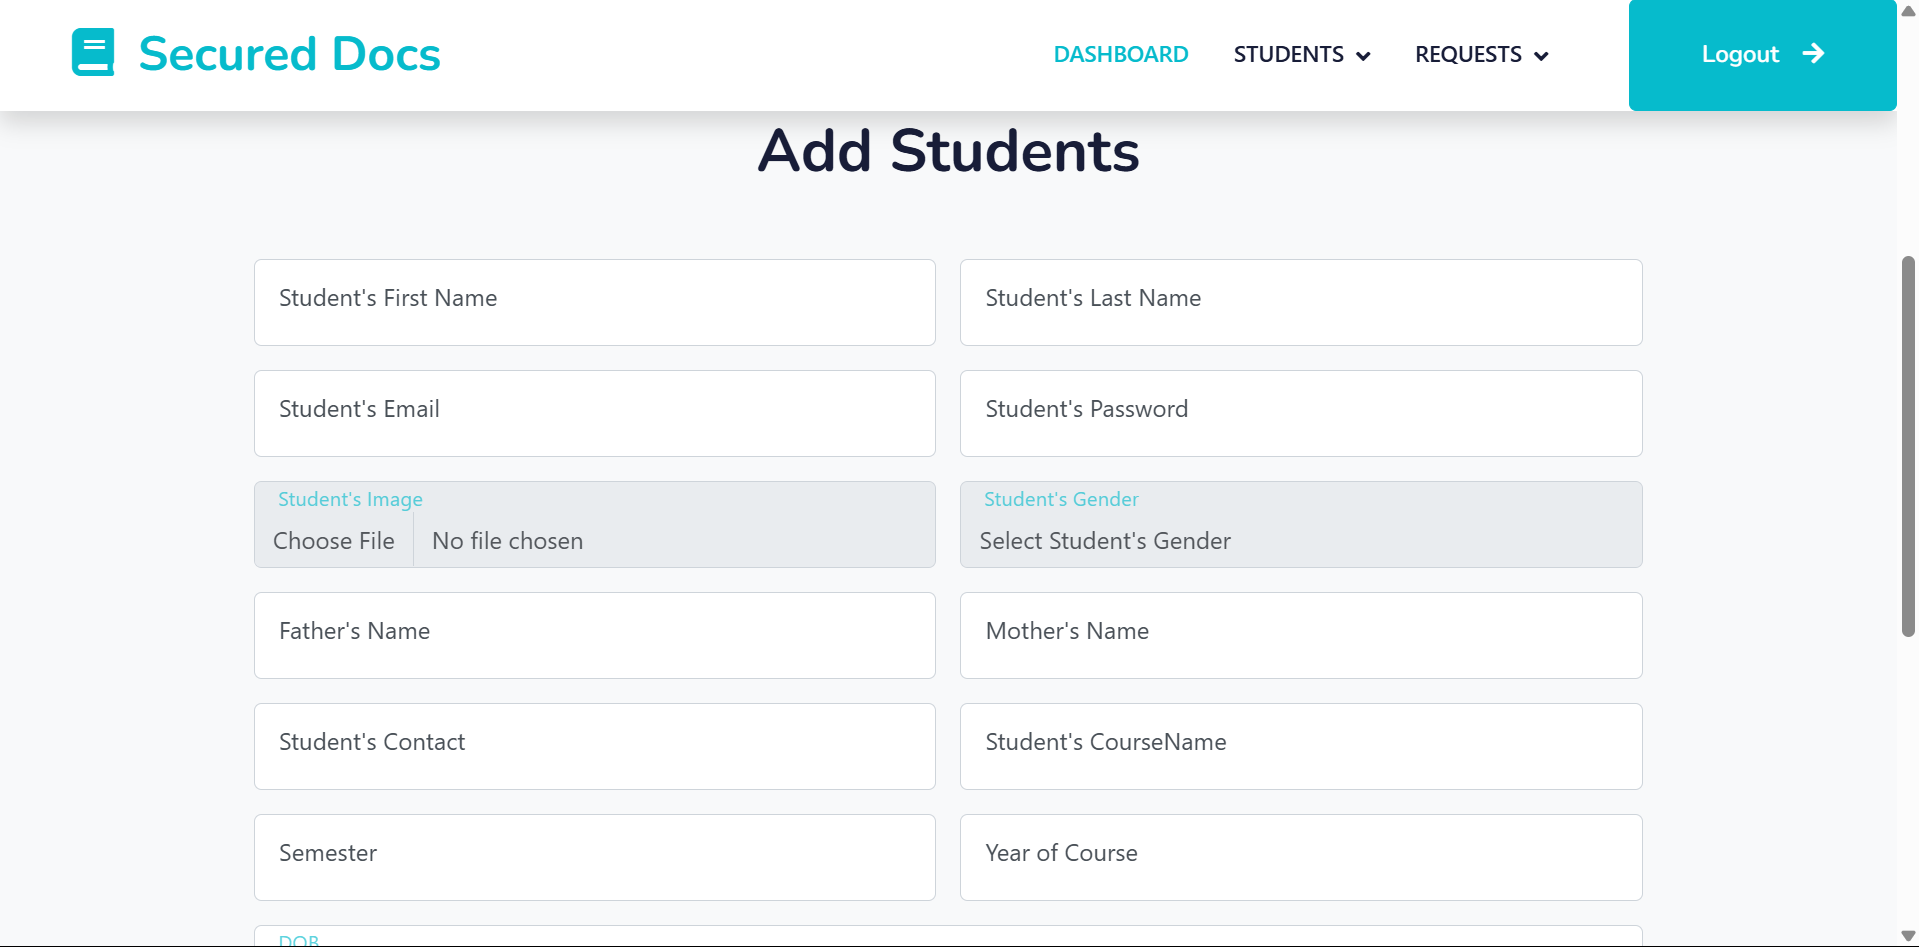 Secured Docs
DASHBOARD STUDENTS REQUESTS Logout
Add Students
Student's First Name Student's Last Name
Student's Email Student's Password
Student's Image Student's Gender
Choose File No file chosen Select Student's Gender
Father's Name Mother's Name
Student's Contact Student's CourseName
Semester Year of Course
DOB